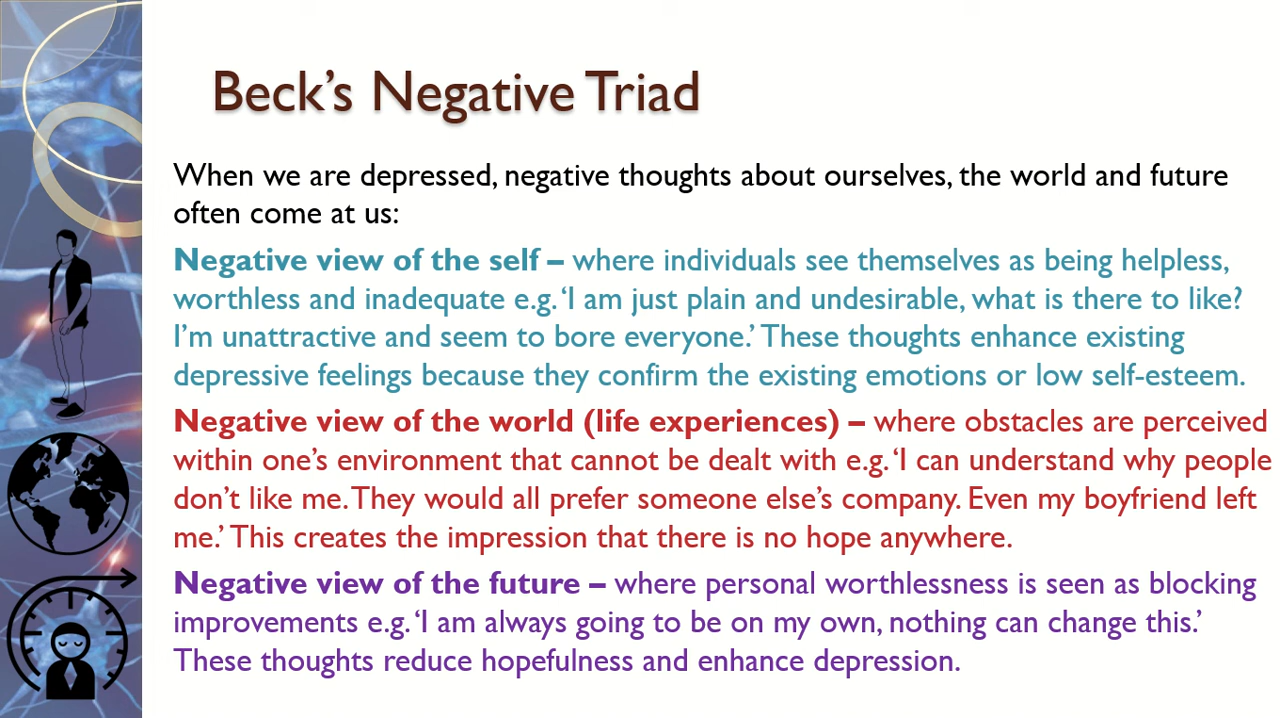 Beck's Negative Triad
When we are depressed, negative thoughts about ourselves, the world and future
often come at us:
Negative view of the self – where individuals see themselves as being helpless,
worthless and inadequate e.g. ‘I am just plain and undesirable, what is there to like?
I’m unattractive and seem to bore everyone.’ These thoughts enhance existing
depressive feelings because they confirm the existing emotions or low self-esteem.
Negative view of the world (life experiences) – where obstacles are perceived
within one’s environment that cannot be dealt with e.g. ‘I can understand why people
don’t like me. They would all prefer someone else’s company. Even my boyfriend left
me.’ This creates the impression that there is no hope anywhere.
Negative view of the future – where personal worthlessness is seen as blocking
improvements e.g. ‘I am always going to be on my own, nothing can change this.’
These thoughts reduce hopefulness and enhance depression.